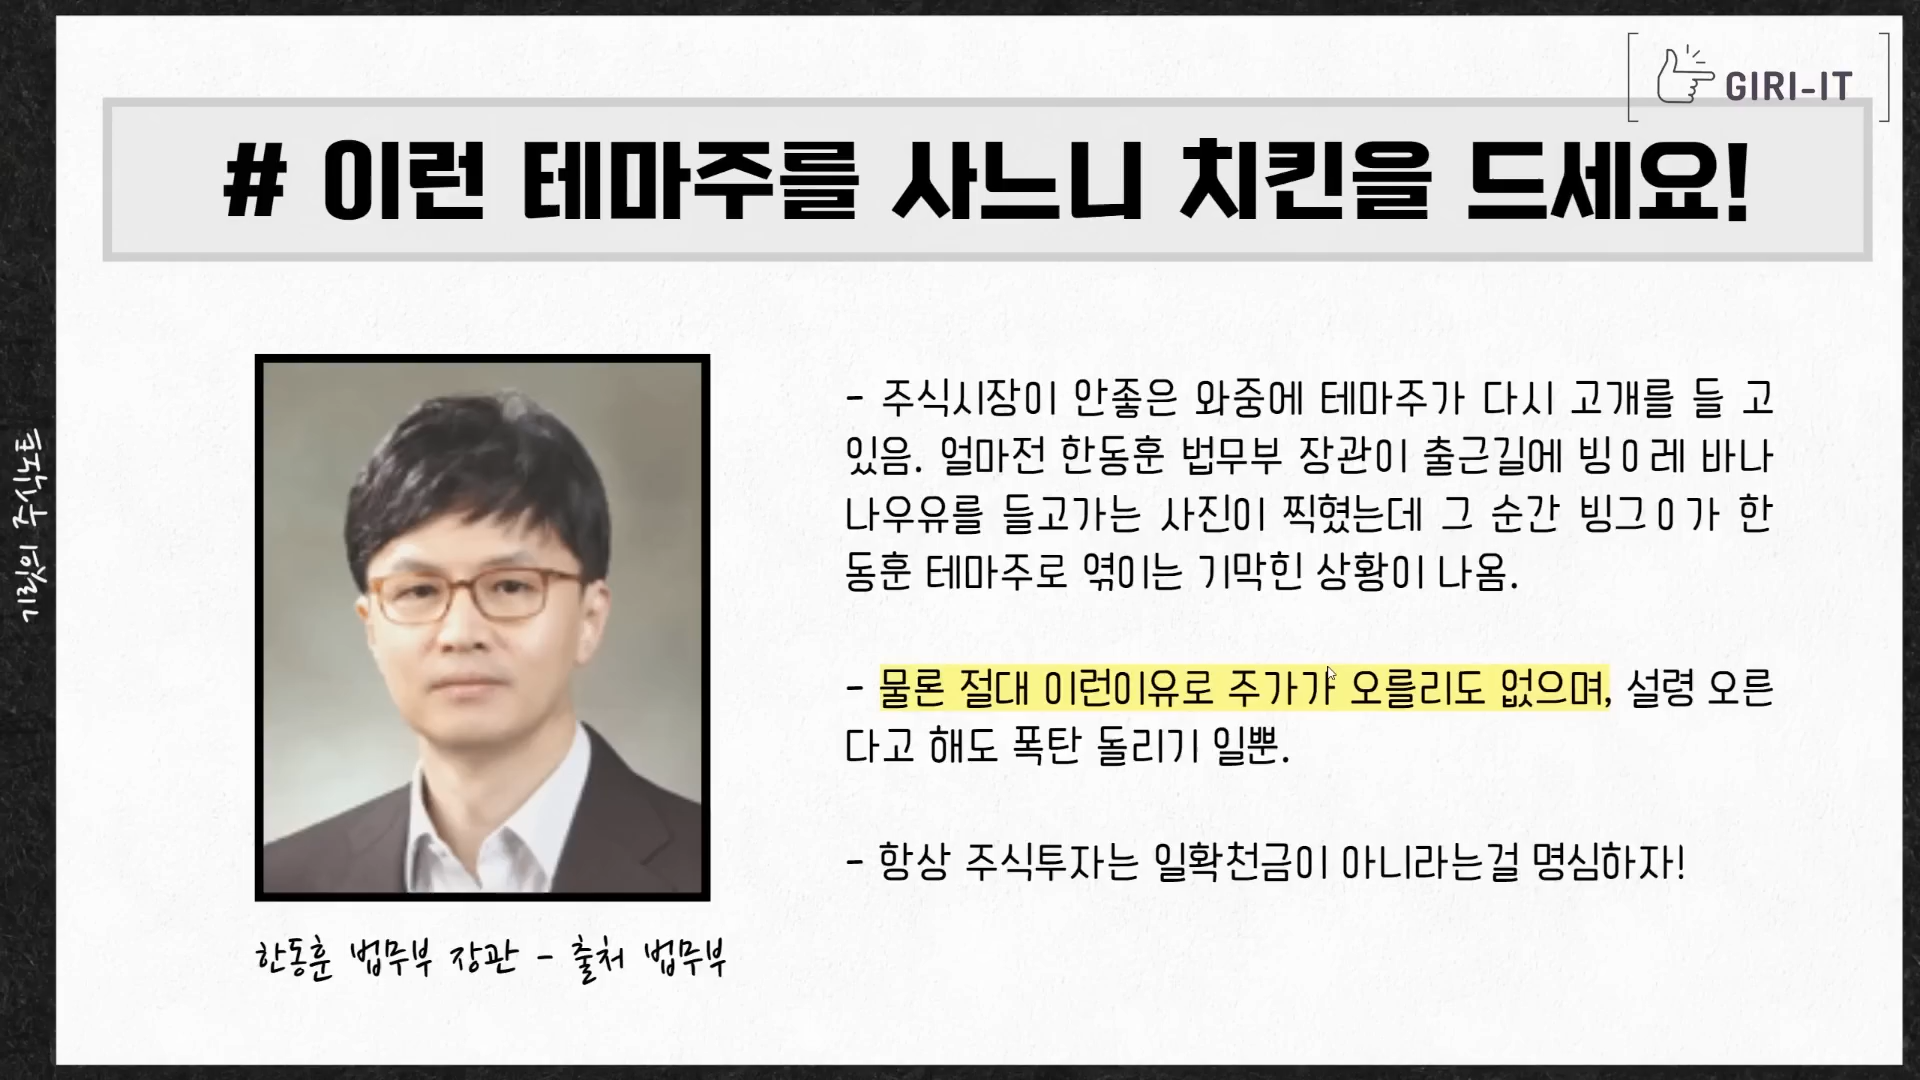 GIRI-IT
# 이런 테마주를 사느니 치킨을 드세요!
- 주식시장이 안좋은 와중에 테마주가 다시 고개를 들 고
있음. 얼마전 한동훈 법무부 장관이 출근길에 빙0레 바나
나우유를 들고가는 사진이 찍혔는데 그 순간 빙그0가 한
동훈 테마주로 엮이는 기막힌 상황이 나옴.
- 물론 절대 이런이유로 주가가 오를리도 없으며, 설령 오른
다고 해도 폭탄 돌리기 일뿐.
- 항상 주식투자는 일확천금이 아니라는걸 명심하자!
한동훈 법무부 장관 - 출처 법무부
기릿의 주식노트